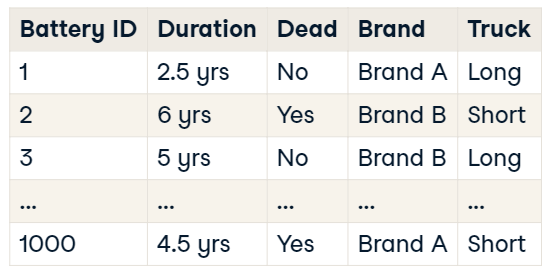 Battery ID Duration Dead Brand Truck
1 2.5 yrs No Brand A Long
2 6 yrs Yes Brand B Short
3 5 yrs No Brand B Long
... ... ... ... ...
1000 4.5 yrs Yes Brand A Short